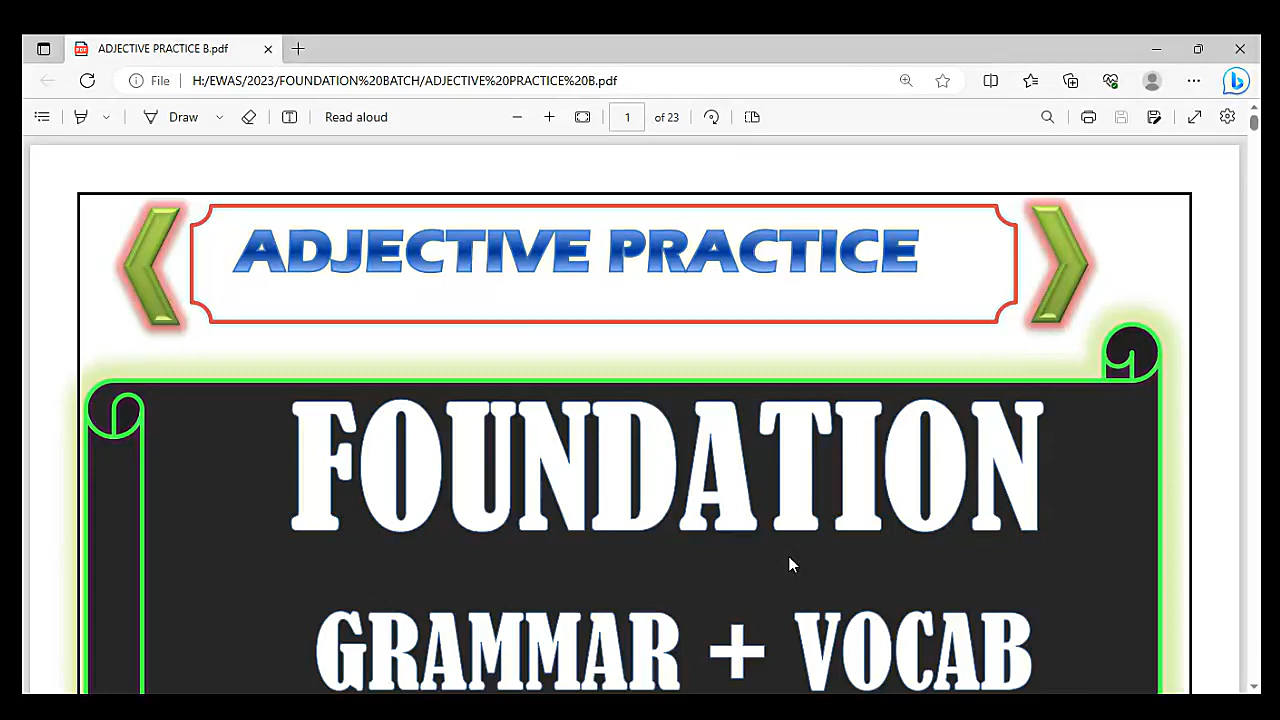 ADJECTIVE PRACTICE B.pdf
File H:/EWAS/2023/FOUNDATION%20BATCH/ADJECTIVE%20PRACTICE%20B.pdf
Draw Read aloud 1 of 23
ADJECTIVE PRACTICE
FOUNDATION
GRAMMAR + VOCAB